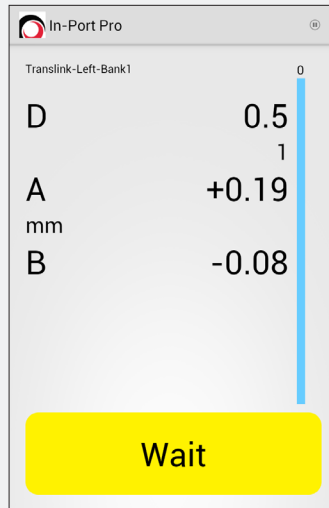 In-Port Pro
Translink-Left-Bank1
0
D 0.5
1
A +0.19
mm
B -0.08
Wait